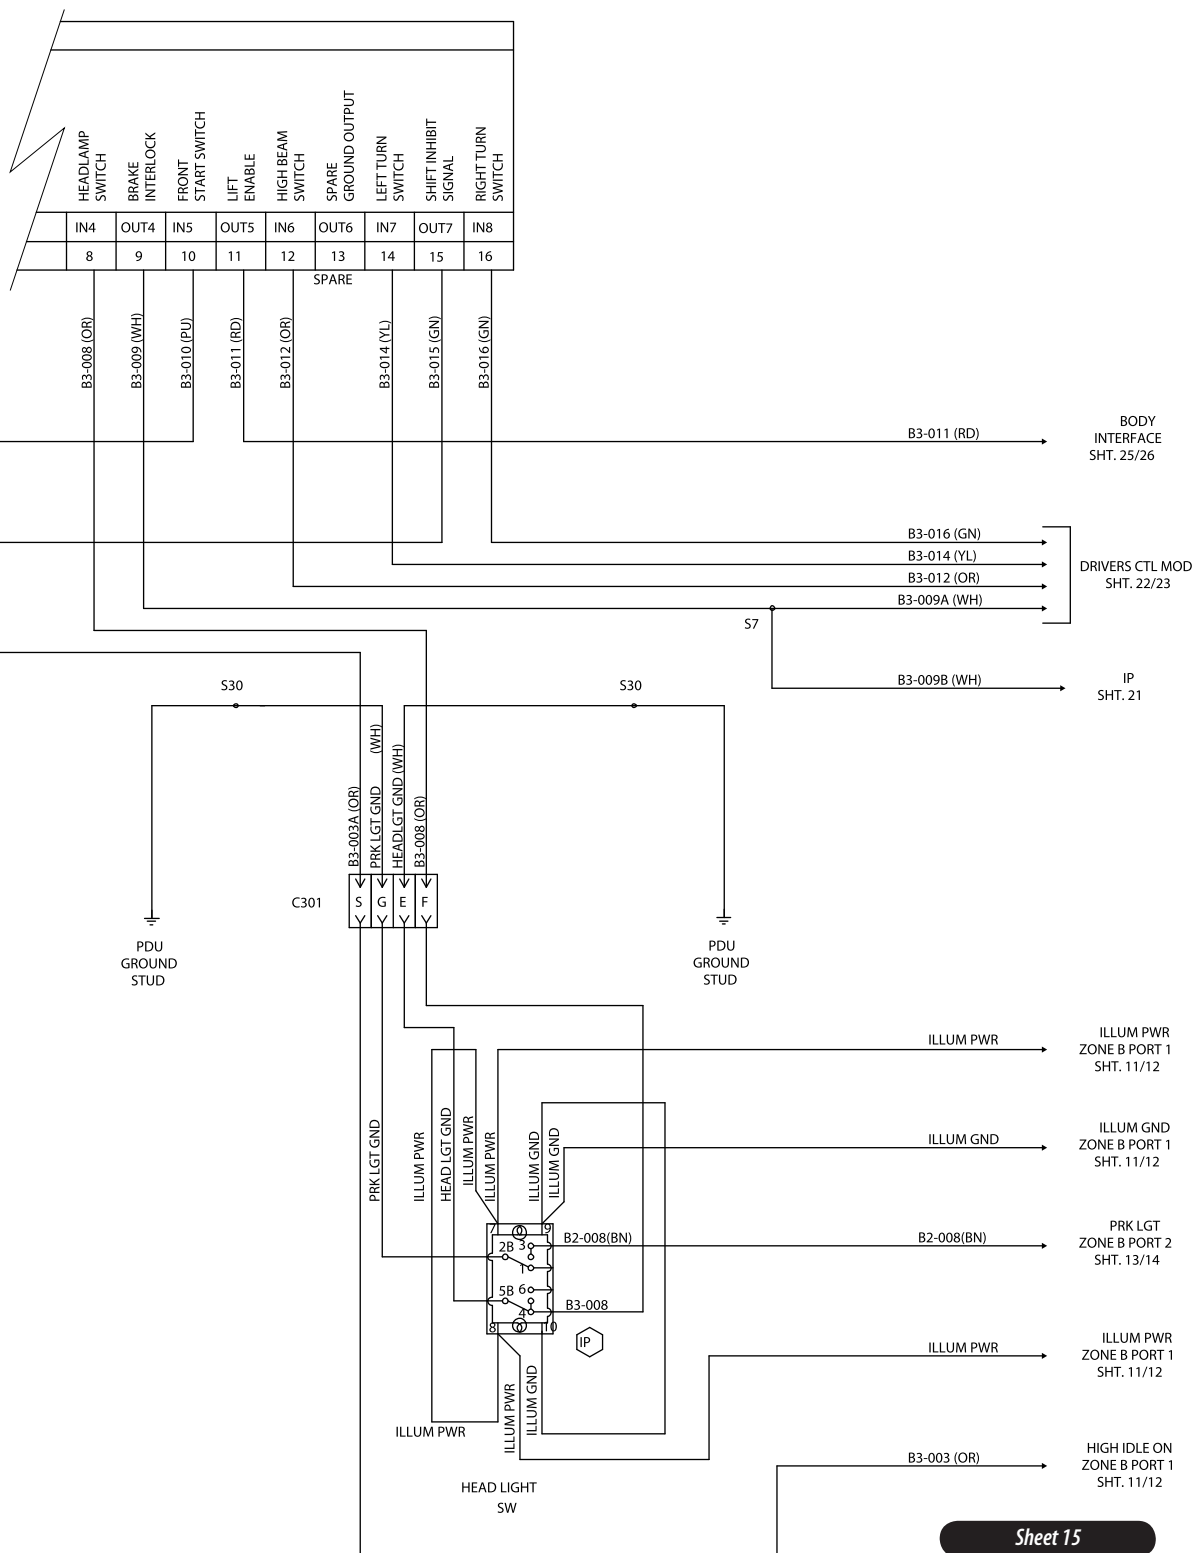 HEADLAMP
SWITCH
BRAKE
INTERLOCK
FRONT
START SWITCH
LIFT
ENABLE
HIGH BEAM
SWITCH
SPARE
GROUND OUTPUT
LEFT TURN
SWITCH
SHIFT INHIBIT
SIGNAL
RIGHT TURN
SWITCH
IN4 OUT4 IN5 OUT5 IN6 OUT6 IN7 OUT7 IN8
8 9 10 11 12 13 14 15 16
SPARE
B3-008 (OR)
B3-009 (WH)
B3-010 (PU)
B3-011 (RD)
B3-012 (OR)
B3-014 (YL)
B3-015 (GN)
B3-016 (GN)
B3-011 (RD)
BODY
INTERFACE
SHT. 25/26
B3-016 (GN)
B3-014 (YL)
B3-012 (OR)
B3-009A (WH)
DRIVERS CTL MOD
SHT. 22/23
S7
B3-009B (WH)
IP
SHT. 21
S30
S30
B3-003A (OR)
PRK LGT GND (WH)
HEADLGT GND (WH)
B3-008 (OR)
C301
S G E F
PDU
GROUND
STUD
PDU
GROUND
STUD
ILLUM PWR
ILLUM PWR
ZONE B PORT 1
SHT. 11/12
PRK LGT GND
ILLUM PWR
HEAD LGT GND
ILLUM PWR
ILLUM PWR
ILLUM GND
ILLUM GND
ILLUM GND
ILLUM GND
ZONE B PORT 1
SHT. 11/12
7 9
2B 3
1
B2-008(BN)
B2-008(BN)
PRK LGT
ZONE B PORT 2
SHT. 13/14
5B 6
4
B3-008
8 10
IP
ILLUM PWR
ILLUM PWR
ZONE B PORT 1
SHT. 11/12
ILLUM PWR
ILLUM PWR
ILLUM GND
HEAD LIGHT
SW
B3-003 (OR)
HIGH IDLE ON
ZONE B PORT 1
SHT. 11/12
Sheet 15